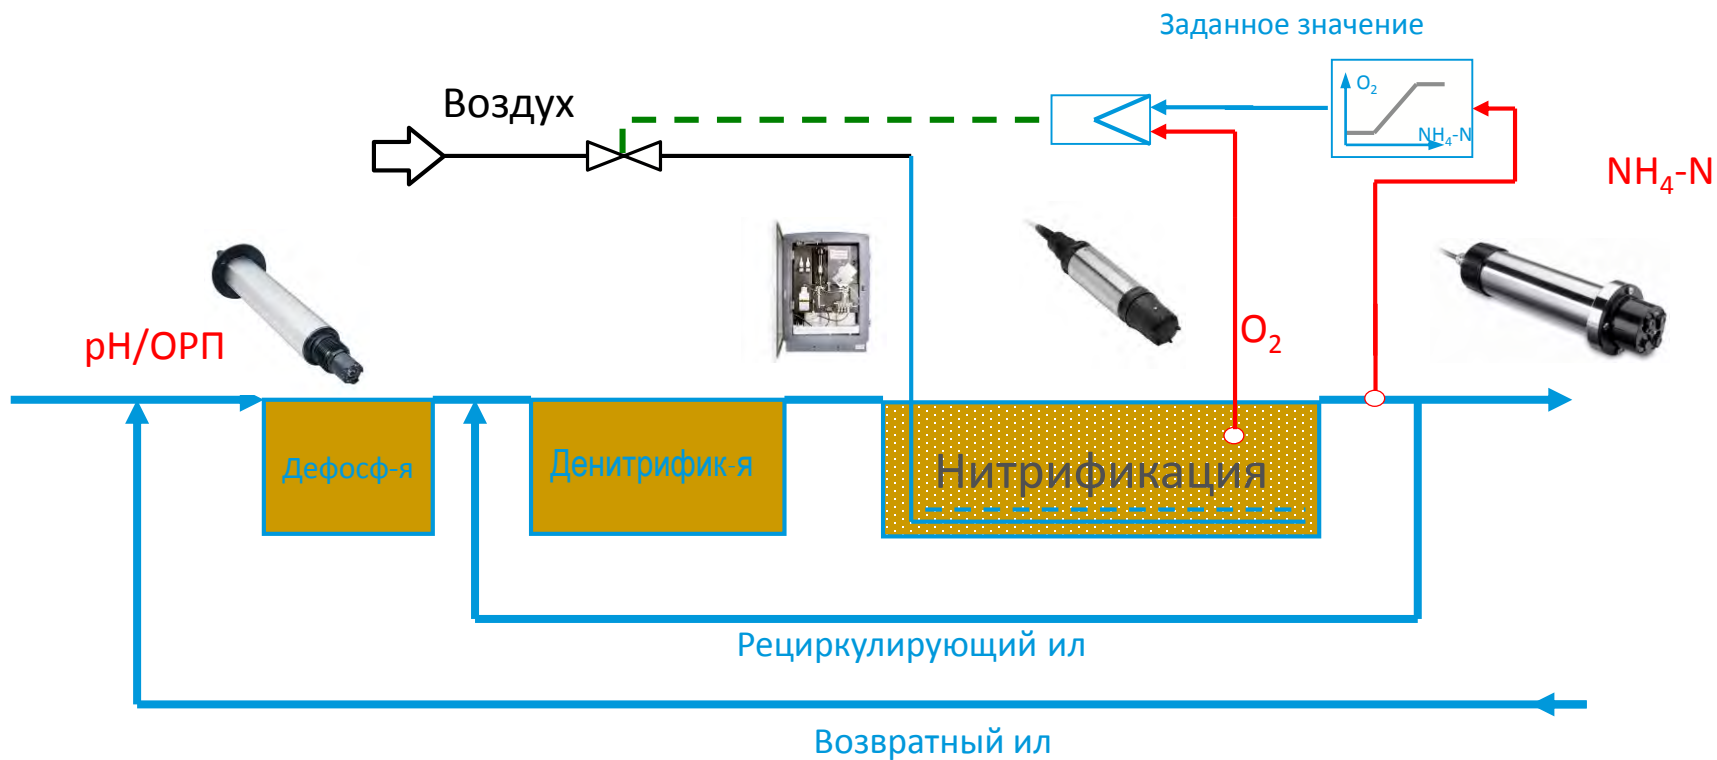 Заданное значение
Воздух
O₂
NH₄-N
NH₄-N
pH/ОРП
O₂
Дефосф-я
Денитрифик-я
Нитрификация
Рециркулирующий ил
Возвратный ил